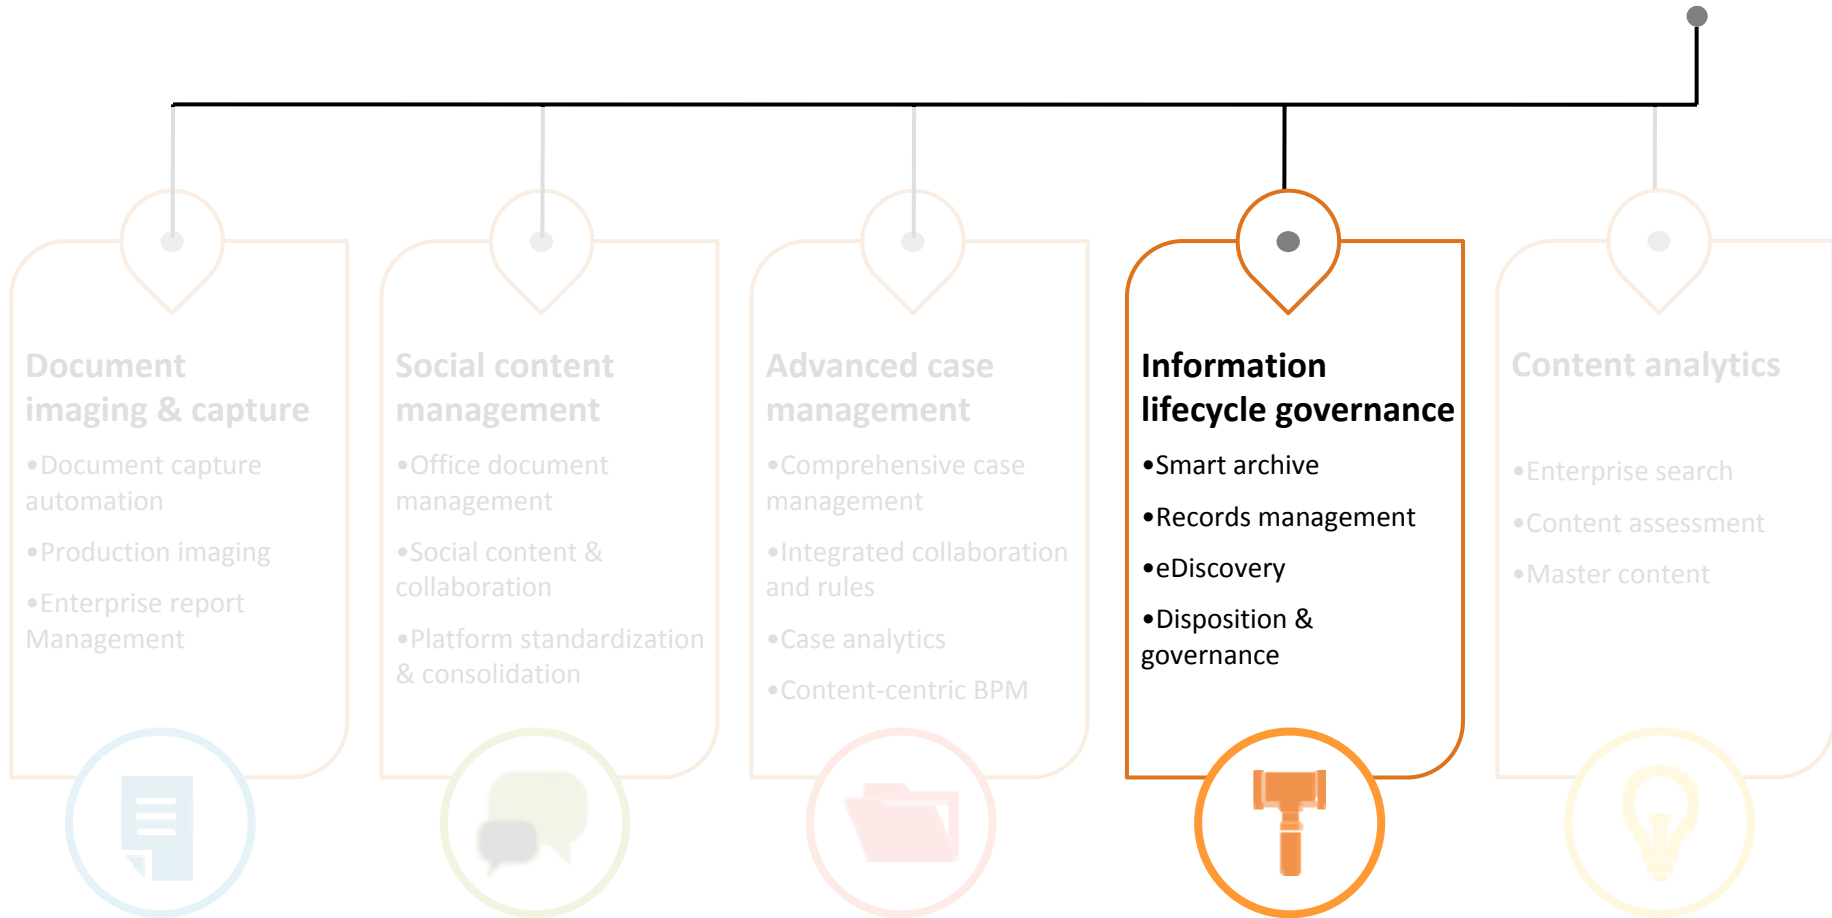 Document
imaging & capture
•Document capture
automation
•Production imaging
•Enterprise report
Management
Social content
management
•Office document
management
•Social content &
collaboration
•Platform standardization
& consolidation
Advanced case
management
•Comprehensive case
management
•Integrated collaboration
and rules
•Case analytics
•Content-centric BPM
Information
lifecycle governance
•Smart archive
•Records management
•eDiscovery
•Disposition &
governance
Content analytics
•Enterprise search
•Content assessment
•Master content